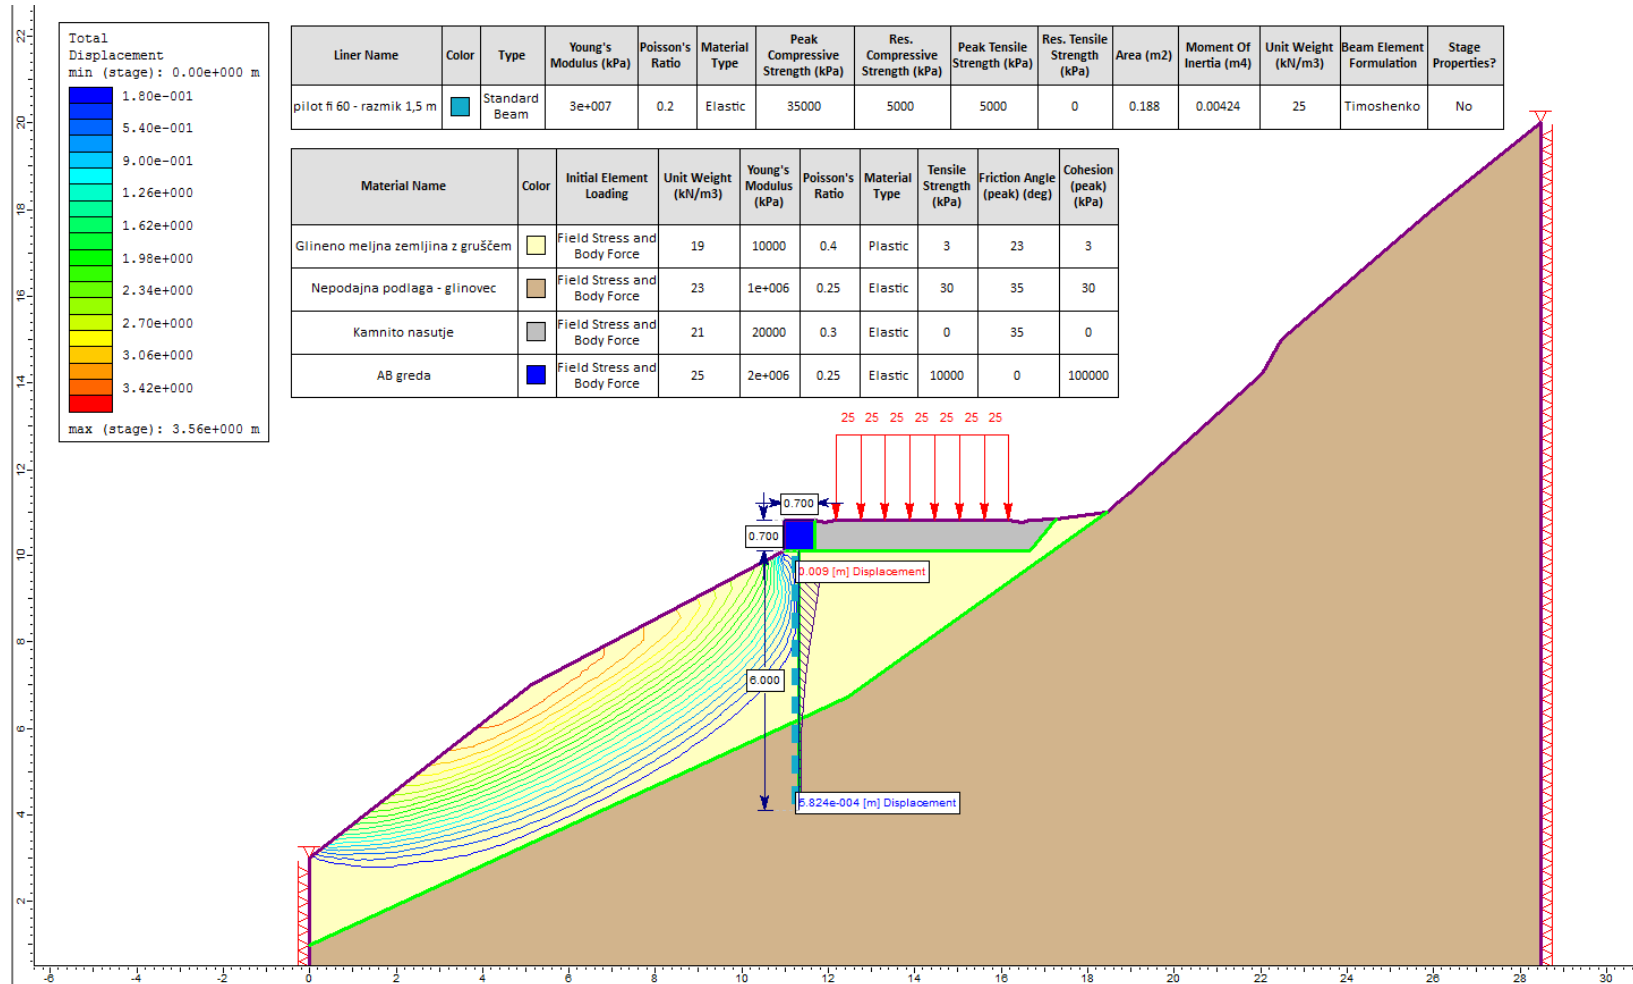 Total
Displacement
min (stage): 0.00e+000 m
1.80e-001
5.40e-001
9.00e-001
1.26e+000
1.62e+000
1.98e+000
2.34e+000
2.70e+000
3.06e+000
3.42e+000
max (stage): 3.56e+000 m
Liner Name Color Type Young's Modulus (kPa) Poisson's Ratio Material Type Peak Compressive Strength (kPa) Res. Compressive Strength (kPa) Peak Tensile Strength (kPa) Res. Tensile Strength (kPa) Area (m2) Moment Of Inertia (m4) Unit Weight (kN/m3) Beam Element Formulation Stage Properties?
pilot fi 60 - razmik 1,5 m Standard Beam 3e+007 0.2 Elastic 35000 5000 5000 0 0.188 0.00424 25 Timoshenko No
Material Name Color Initial Element Loading Unit Weight (kN/m3) Young's Modulus (kPa) Poisson's Ratio Material Type Tensile Strength (kPa) Friction Angle (peak) (deg) Cohesion (peak) (kPa)
Glineno meljna zemljina z gruščem Field Stress and Body Force 19 10000 0.4 Plastic 3 23 3
Nepodajna podlaga - glinovec Field Stress and Body Force 23 1e+006 0.25 Elastic 30 35 30
Kamnito nasutje Field Stress and Body Force 21 20000 0.3 Elastic 0 35 0
AB greda Field Stress and Body Force 25 2e+006 0.25 Elastic 10000 0 100000
25 25 25 25 25 25 25
0.700
0.700
0.009 [m] Displacement
6.000
6.824e-004 [m] Displacement
22
20
18
16
14
12
10
8
6
4
2
-6 -4 -2 0 2 4 6 8 10 12 14 16 18 20 22 24 26 28 30